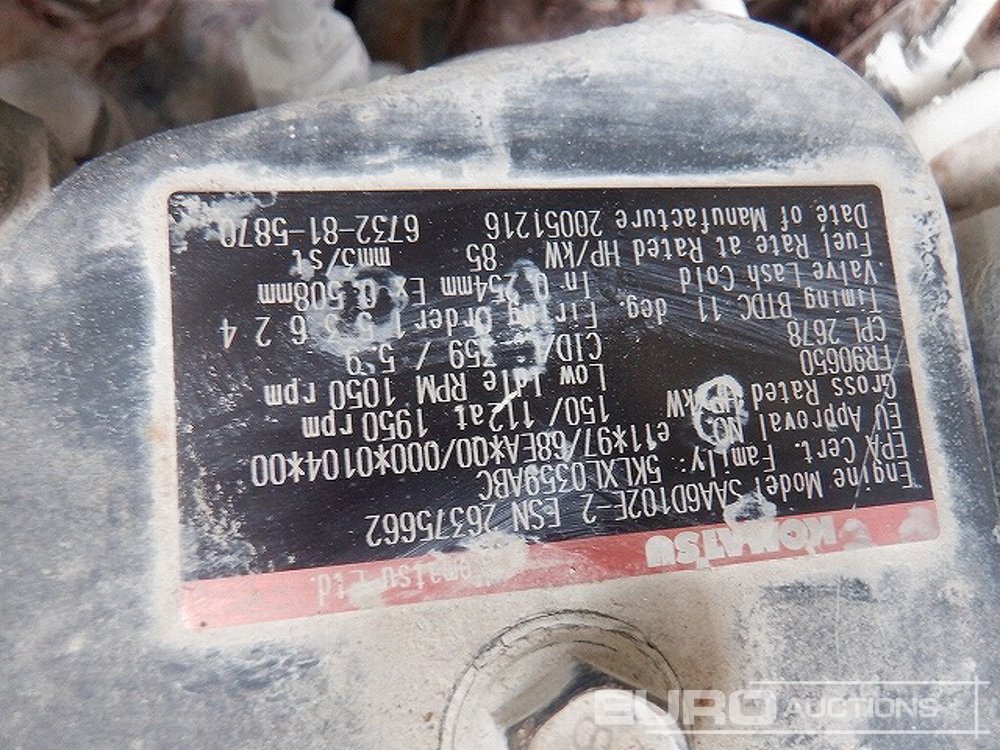 KOMATSU Komatsu Ltd.
Engine Model SAA6D102E-2 ESN 26375662
EPA Cert. Family: 5KLXL0359ABC
EU Approval NO. e11*97/68EA*00/000*0104*00
Gross Rated HP/kW 150/ 112 at 1950 rpm
FR90650 Low Idle RPM 1050 rpm
CPL 2678 CID/L 359 / 5.9
Timing BTDC 11 deg. Firing Order 1 5 3 6 2 4
Valve Lash Cold In 0.254mm Ex 0.508mm
Fuel Rate at Rated HP/kW 85 mm3/st
Date of Manufacture 20051216 6732-81-5870
EURO AUCTIONS